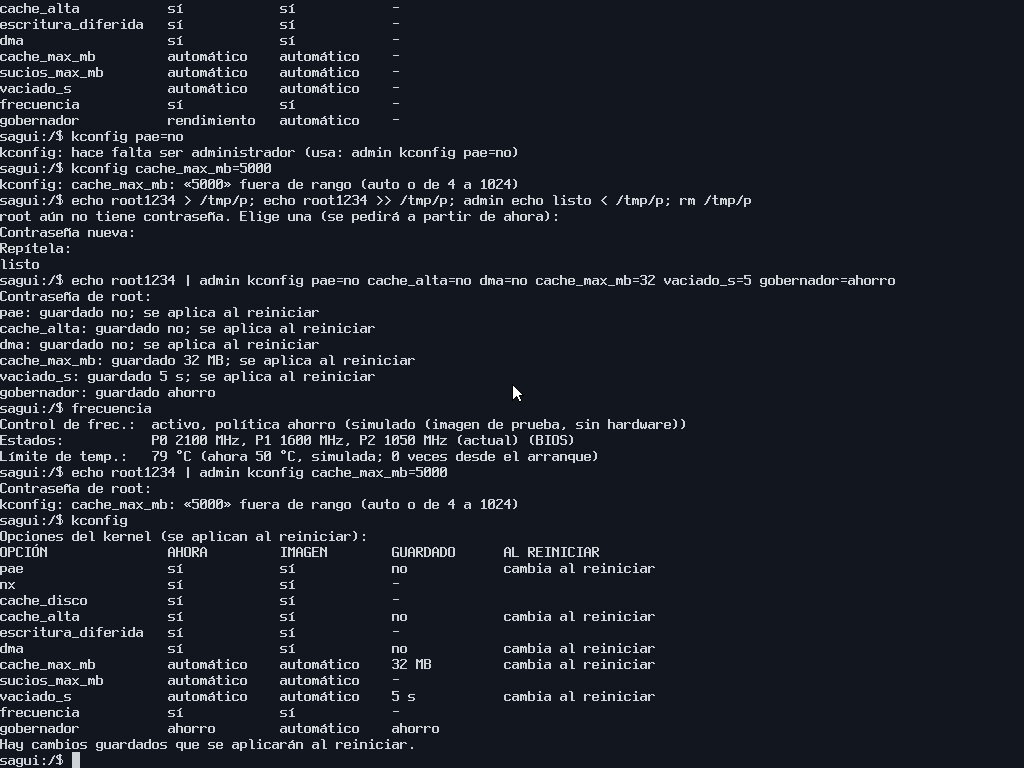 cache_alta sí sí -
escritura_diferida sí sí -
dma sí sí -
cache_max_mb automático automático -
sucios_max_mb automático automático -
vaciado_s automático automático -
frecuencia sí sí -
gobernador rendimiento automático -
sagui:/$ kconfig pae=no
kconfig: hace falta ser administrador (usa: admin kconfig pae=no)
sagui:/$ kconfig cache_max_mb=5000
kconfig: cache_max_mb: «5000» fuera de rango (auto o de 4 a 1024)
sagui:/$ echo root1234 > /tmp/p; echo root1234 >> /tmp/p; admin echo listo < /tmp/p; rm /tmp/p
root aún no tiene contraseña. Elige una (se pedirá a partir de ahora):
Contraseña nueva:
Repítela:
listo
sagui:/$ echo root1234 | admin kconfig pae=no cache_alta=no dma=no cache_max_mb=32 vaciado_s=5 gobernador=ahorro
Contraseña de root:
pae: guardado no; se aplica al reiniciar
cache_alta: guardado no; se aplica al reiniciar
dma: guardado no; se aplica al reiniciar
cache_max_mb: guardado 32 MB; se aplica al reiniciar
vaciado_s: guardado 5 s; se aplica al reiniciar
gobernador: guardado ahorro
sagui:/$ frecuencia
Control de frec.: activo, política ahorro (simulado (imagen de prueba, sin hardware))
Estados: P0 2100 MHz, P1 1600 MHz, P2 1050 MHz (actual) (BIOS)
Límite de temp.: 79 °C (ahora 50 °C, simulada; 0 veces desde el arranque)
sagui:/$ echo root1234 | admin kconfig cache_max_mb=5000
Contraseña de root:
kconfig: cache_max_mb: «5000» fuera de rango (auto o de 4 a 1024)
sagui:/$ kconfig
Opciones del kernel (se aplican al reiniciar):
OPCIÓN AHORA IMAGEN GUARDADO AL REINICIAR
pae sí sí no cambia al reiniciar
nx sí sí -
cache_disco sí sí -
cache_alta sí sí no cambia al reiniciar
escritura_diferida sí sí -
dma sí sí no cambia al reiniciar
cache_max_mb automático automático 32 MB cambia al reiniciar
sucios_max_mb automático automático -
vaciado_s automático automático 5 s cambia al reiniciar
frecuencia sí sí -
gobernador ahorro automático ahorro
Hay cambios guardados que se aplicarán al reiniciar.
sagui:/$